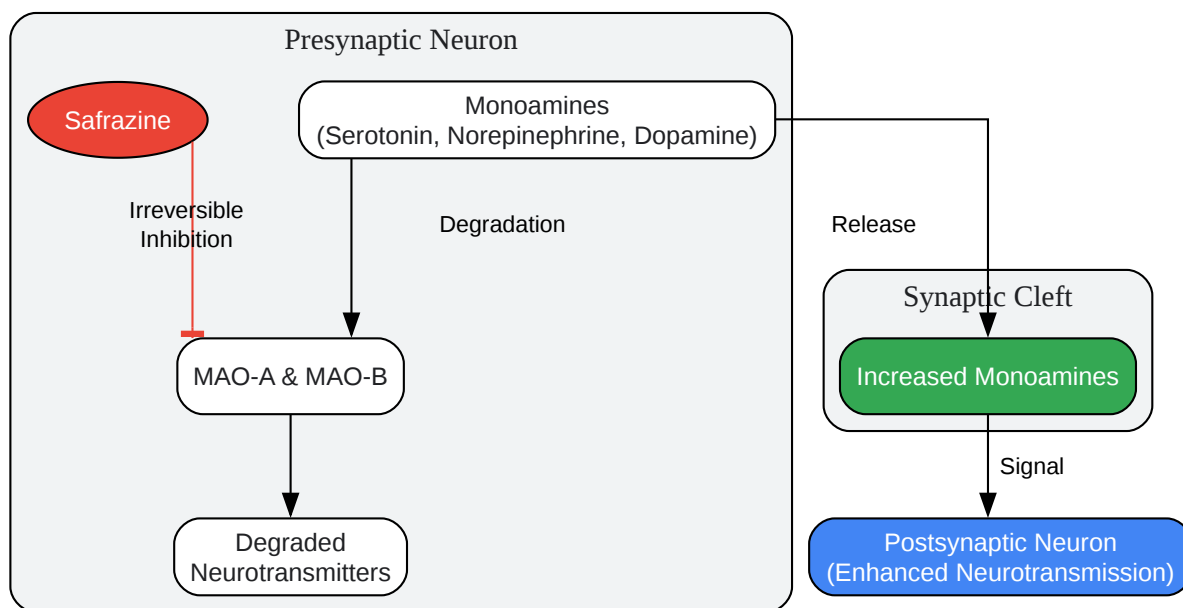 Presynaptic Neuron
Safrazine
Monoamines
(Serotonin, Norepinephrine, Dopamine)
Irreversible
Inhibition
Degradation
Release
Synaptic Cleft
MAO-A & MAO-B
Increased Monoamines
Signal
Degraded
Neurotransmitters
Postsynaptic Neuron
(Enhanced Neurotransmission)